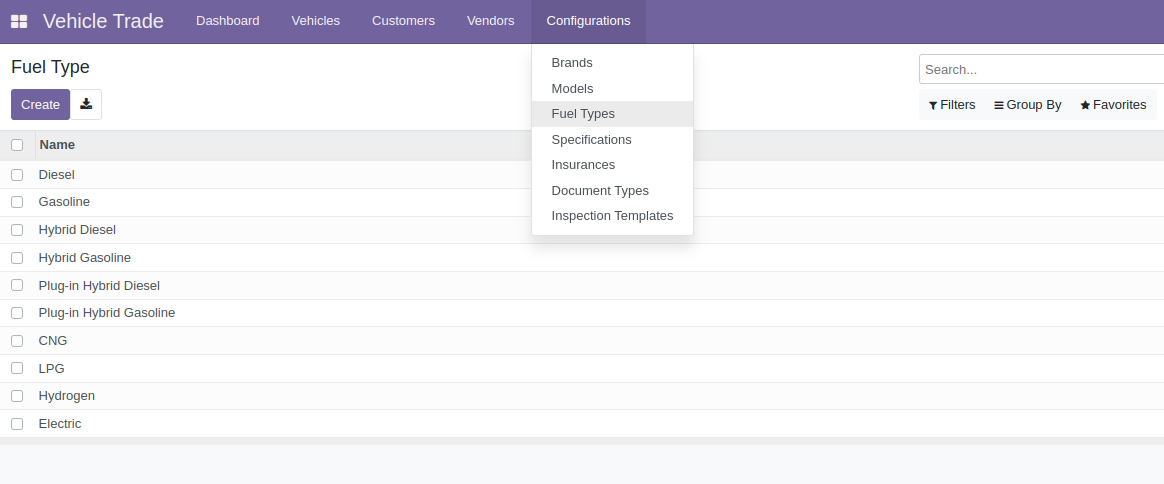 Vehicle Trade Dashboard Vehicles Customers Vendors Configurations
Fuel Type
Create
Search...
Filters Group By Favorites
Brands
Models
Fuel Types
Specifications
Insurances
Document Types
Inspection Templates
Name
Diesel
Gasoline
Hybrid Diesel
Hybrid Gasoline
Plug-in Hybrid Diesel
Plug-in Hybrid Gasoline
CNG
LPG
Hydrogen
Electric